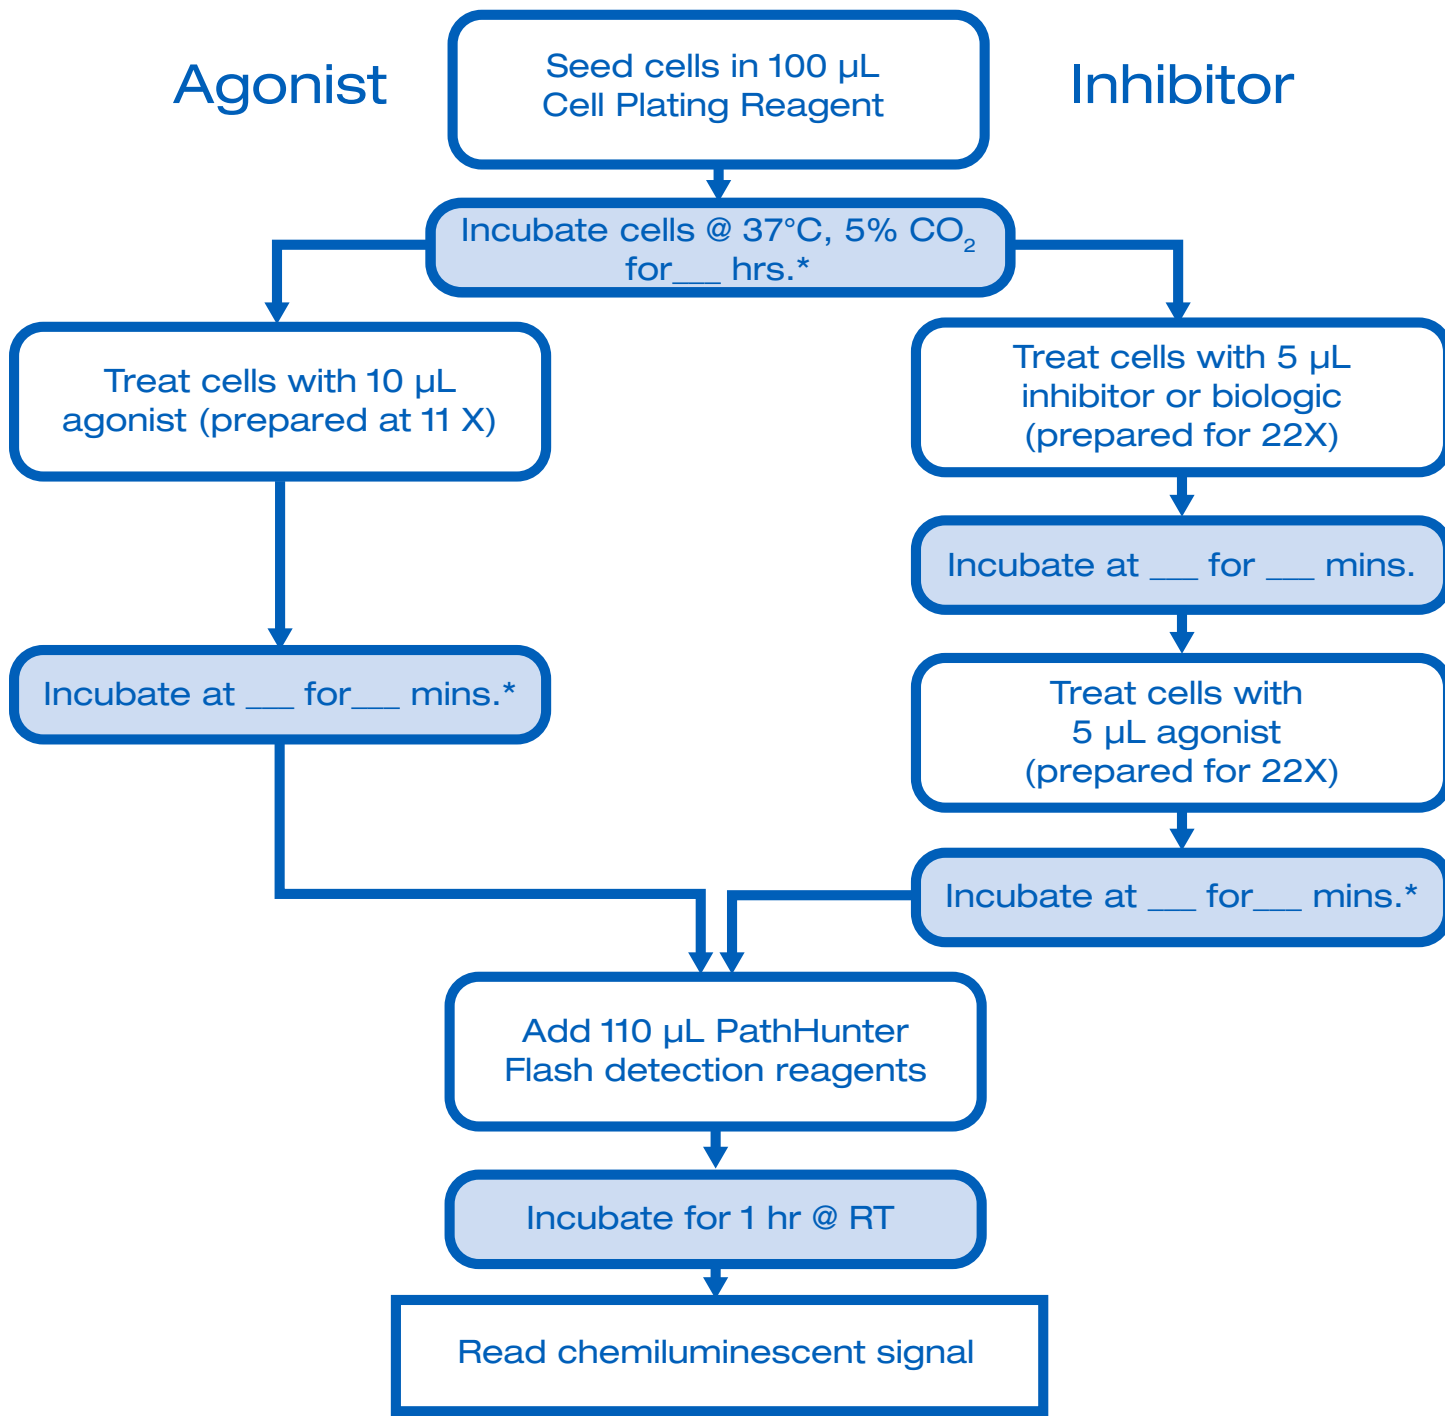 Agonist
Seed cells in 100 µL
Cell Plating Reagent
Inhibitor
Incubate cells @ 37°C, 5% CO₂
for___ hrs.*
Treat cells with 10 µL
agonist (prepared at 11 X)
Incubate at ___ for___ mins.*
Treat cells with 5 µL
inhibitor or biologic
(prepared for 22X)
Incubate at ___ for ___ mins.
Treat cells with
5 µL agonist
(prepared for 22X)
Incubate at ___ for___ mins.*
Add 110 µL PathHunter
Flash detection reagents
Incubate for 1 hr @ RT
Read chemiluminescent signal